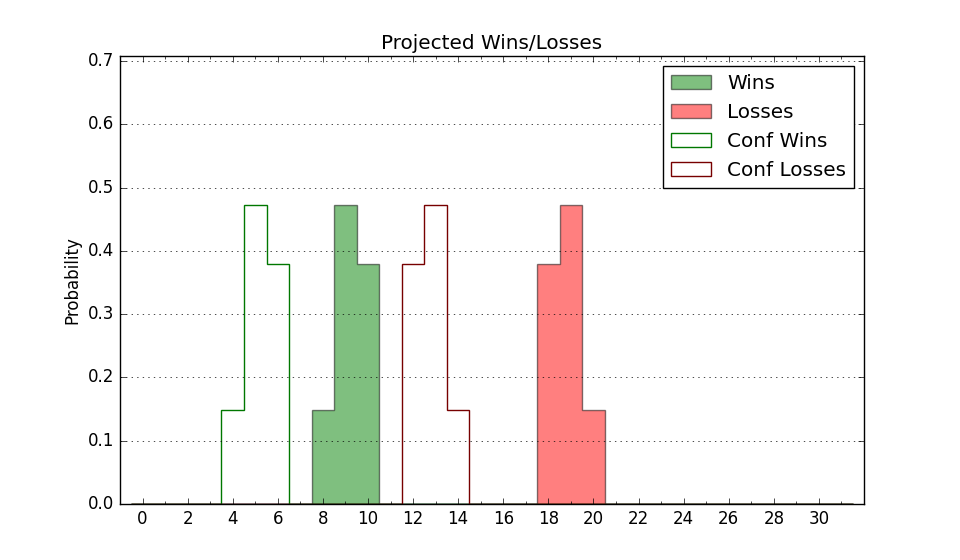 Projected Wins/Losses
0.7
0.6
0.5
0.4
0.3
0.2
0.1
0.0
Probability
Wins
Losses
Conf Wins
Conf Losses
0 2 4 6 8 10 12 14 16 18 20 22 24 26 28 30